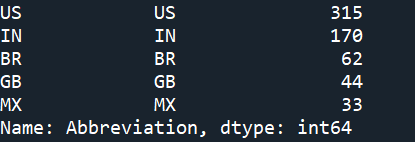 US US 315
IN IN 170
BR BR 62
GB GB 44
MX MX 33
Name: Abbreviation, dtype: int64